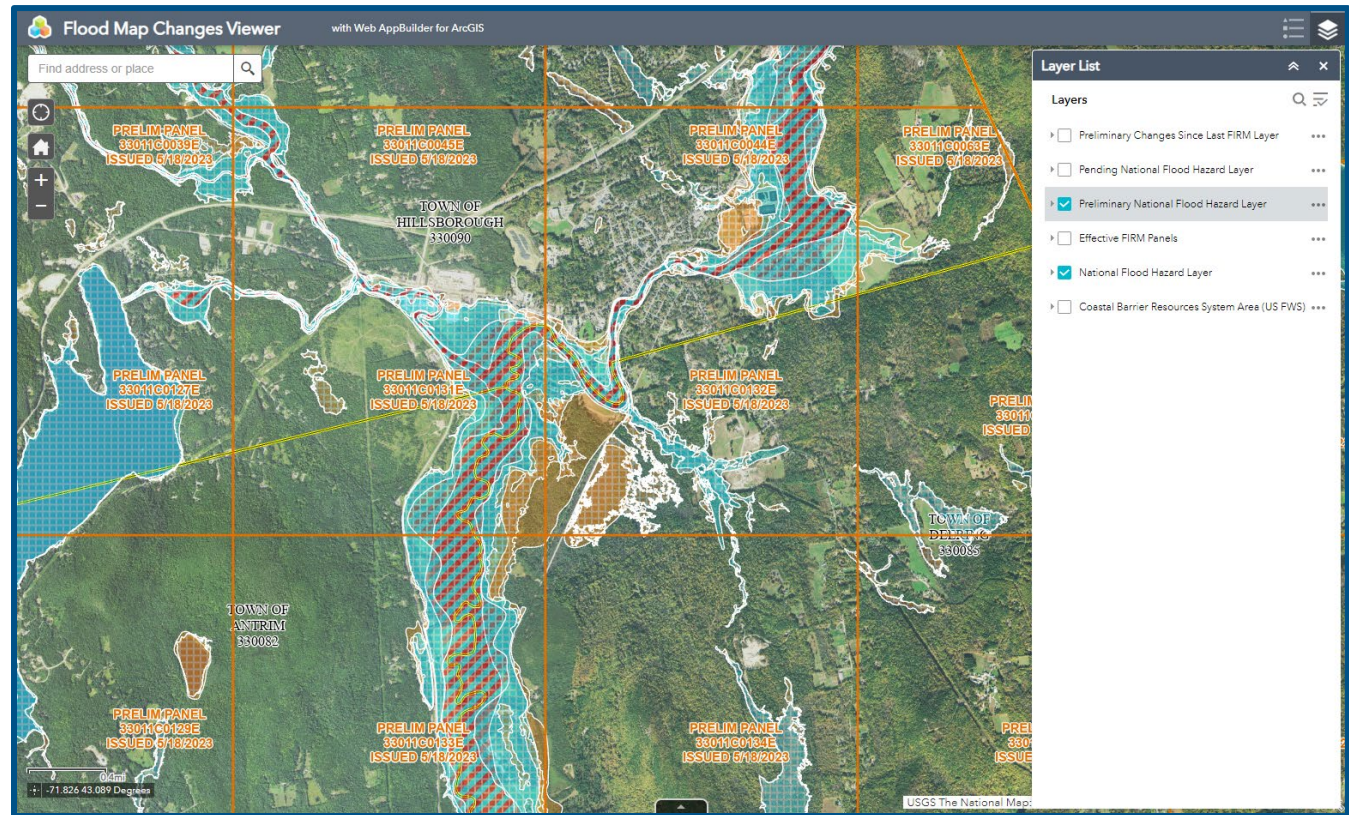 Flood Map Changes Viewer
with Web AppBuilder for ArcGIS
Find address or place
Layer List
Layers
Preliminary Changes Since Last FIRM Layer
Pending National Flood Hazard Layer
Preliminary National Flood Hazard Layer
Effective FIRM Panels
National Flood Hazard Layer
Coastal Barrier Resources System Area (US FWS)
PRELIM PANEL
33011C0039E
ISSUED 5/18/2023
PRELIM PANEL
33011C0045E
ISSUED 5/18/2023
PRELIM PANEL
33011C0044E
ISSUED 5/18/2023
PRELIM PANEL
33011C0063E
ISSUED 5/18/2023
TOWN OF
HILLSBOROUGH
330090
PRELIM PANEL
33011C0127E
ISSUED 5/18/2023
PRELIM PANEL
33011C0131E
ISSUED 5/18/2023
PRELIM PANEL
33011C0132E
ISSUED 5/18/2023
TOWN OF
DEERING
330085
TOWN OF
ANTRIM
330082
PRELIM PANEL
33011C0129E
ISSUED 5/18/2023
PRELIM PANEL
33011C0133E
ISSUED 5/18/2023
PRELIM PANEL
33011C0134E
ISSUED 5/18/2023
0.4mi
-71.826 43.089 Degrees
USGS The National Map: